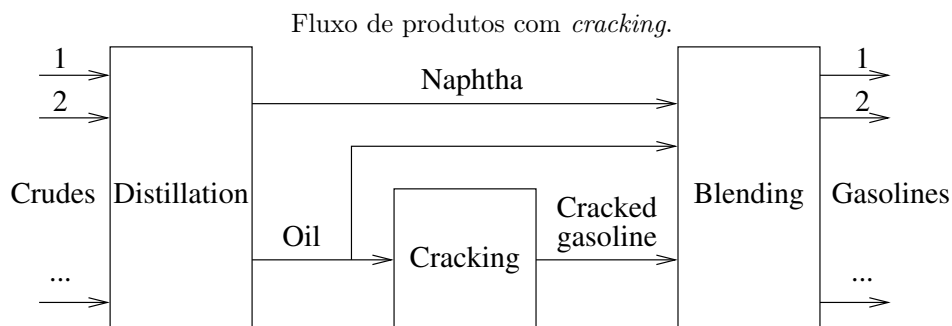 Fluxo de produtos com cracking.
1
2
Crudes
...
Distillation
Naphtha
Oil
Cracking
Cracked
gasoline
Blending
1
2
Gasolines
...